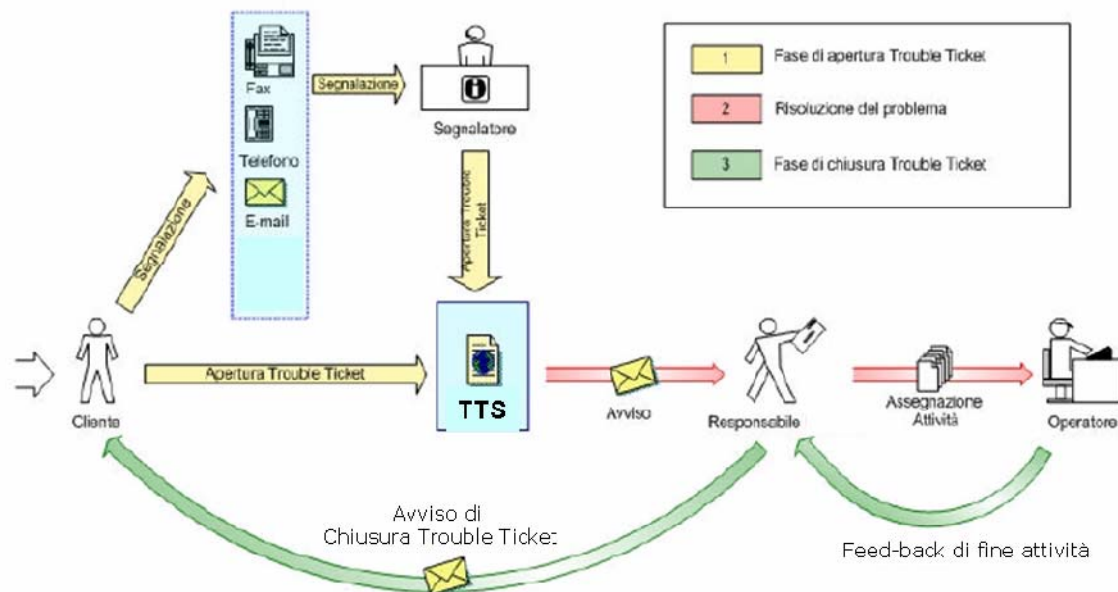 Fax
Telefono
E-mail
Segnalazione
Segnalatore
1 Fase di apertura Trouble Ticket
2 Risoluzione del problema
3 Fase di chiusura Trouble Ticket
Segnalazione
Apertura Trouble
Ticket
Cliente
Apertura Trouble Ticket
TTS
Avviso
Responsabile
Assegnazione
Attività
Operatore
Avviso di
Chiusura Trouble Ticket
Feed-back di fine attività